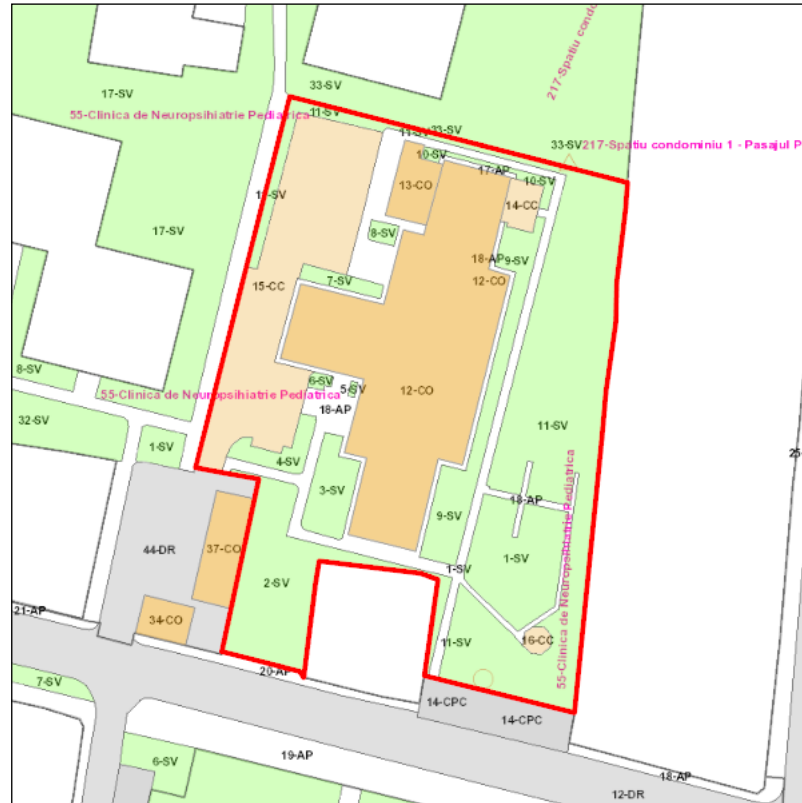 217-Spatiu cond
33-SV
17-SV
55-Clinica de Neuropsihiatrie Pediatrica
11-SV
11-SV
33-SV
33-SV
217-Spatiu condominiu 1 - Pasajul P
10-SV
17-AP
10-SV
13-CO
11-SV
14-CC
17-SV
8-SV
18-AP
9-SV
7-SV
12-CO
15-CC
8-SV
6-SV
5-SV
12-CO
55-Clinica de Neuropsihiatrie Pediatrica
18-AP
32-SV
11-SV
1-SV
25
4-SV
3-SV
18-AP
9-SV
44-DR
37-CO
1-SV
1-SV
2-SV
55-Clinica de Neuropsihiatrie Pediatrica
21-AP
34-CO
11-SV
16-CC
20-AP
7-SV
14-CPC
14-CPC
19-AP
6-SV
18-AP
12-DR